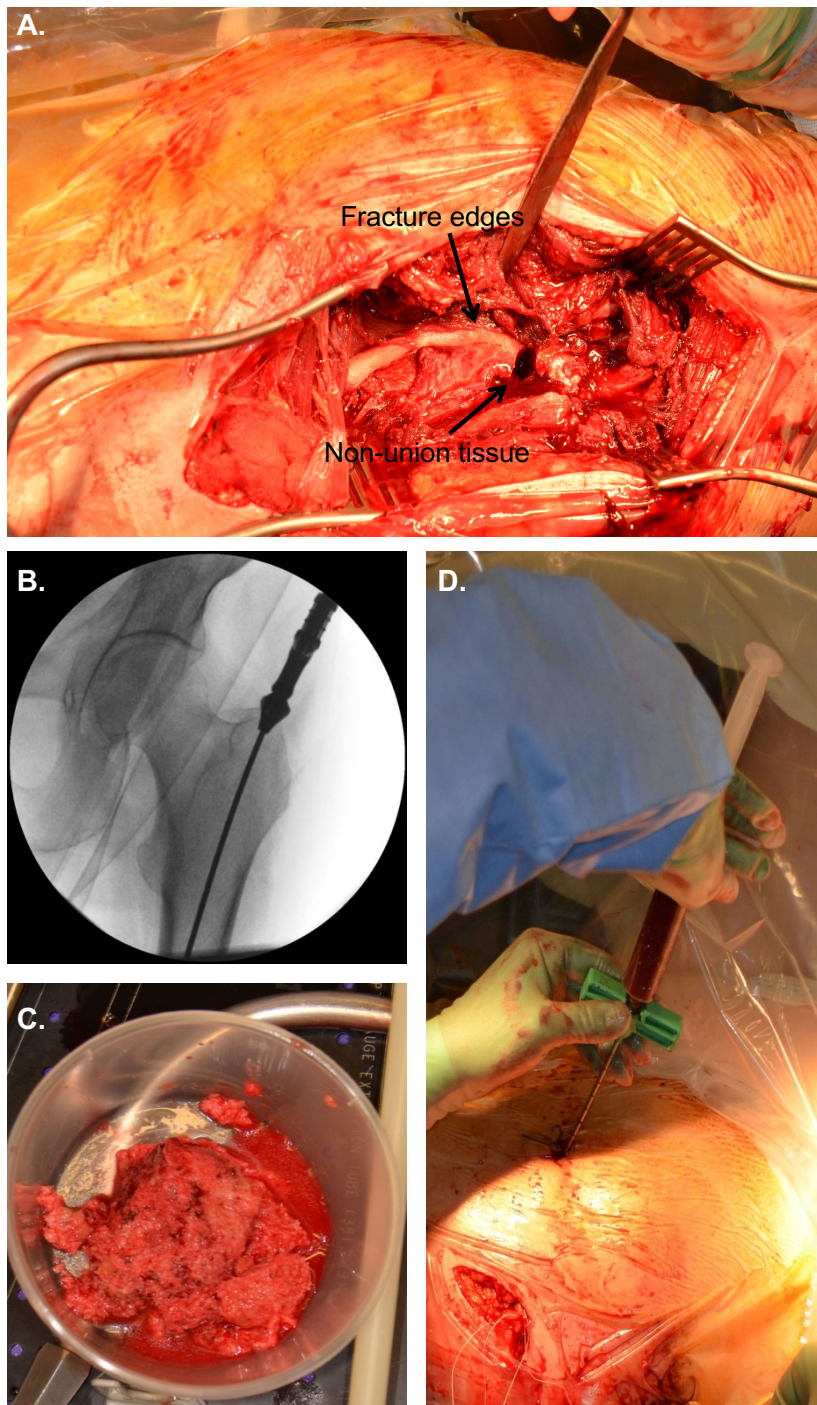 A.
Fracture edges
Non-union tissue
B.
D.
C.